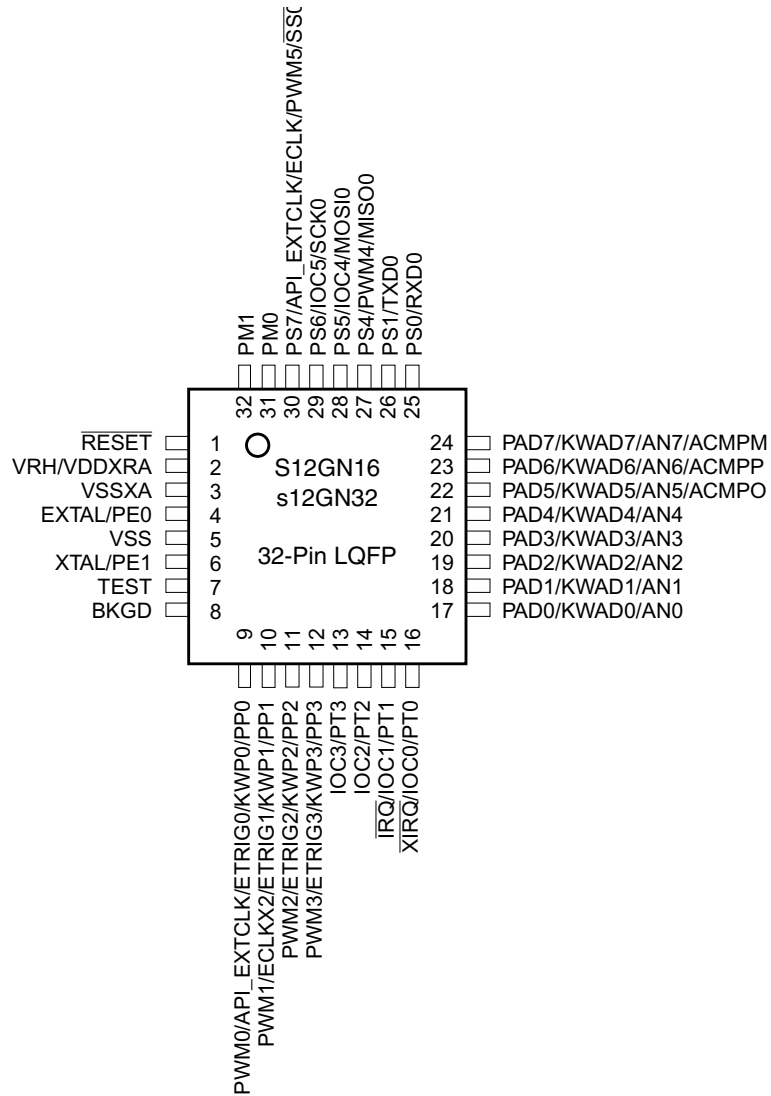 PS7/API_EXTCLK/ECLK/PWM5/SS0
PS6/IOC5/SCK0
PS5/IOC4/MOSI0
PS4/PWM4/MISO0
PS1/TXD0
PS0/RXD0
PM1
PM0
32
31
30
29
28
27
26
25
RESET
VRH/VDDXRA
VSSXA
EXTAL/PE0
VSS
XTAL/PE1
TEST
BKGD
1
2
3
4
5
6
7
8
S12GN16
s12GN32
32-Pin LQFP
24
23
22
21
20
19
18
17
PAD7/KWAD7/AN7/ACMPM
PAD6/KWAD6/AN6/ACMPP
PAD5/KWAD5/AN5/ACMPO
PAD4/KWAD4/AN4
PAD3/KWAD3/AN3
PAD2/KWAD2/AN2
PAD1/KWAD1/AN1
PAD0/KWAD0/AN0
9
10
11
12
13
14
15
16
PWM0/API_EXTCLK/ETRIG0/KWP0/PP0
PWM1/ECLKX2/ETRIG1/KWP1/PP1
PWM2/ETRIG2/KWP2/PP2
PWM3/ETRIG3/KWP3/PP3
IOC3/PT3
IOC2/PT2
IRQ/IOC1/PT1
XIRQ/IOC0/PT0